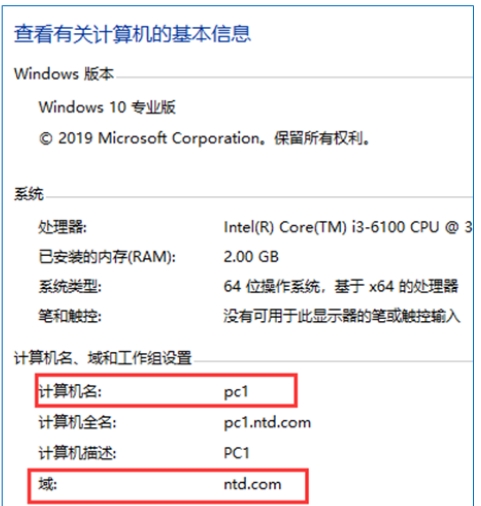 查看有关计算机的基本信息
Windows 版本
Windows 10 专业版
© 2019 Microsoft Corporation。保留所有权利。
系统
处理器: Intel(R) Core(TM) i3-6100 CPU @ 3
已安装的内存(RAM): 2.00 GB
系统类型: 64 位操作系统，基于 x64 的处理器
笔和触控: 没有可用于此显示器的笔或触控输入
计算机名、域和工作组设置
计算机名: pc1
计算机全名: pc1.ntd.com
计算机描述: PC1
域: ntd.com